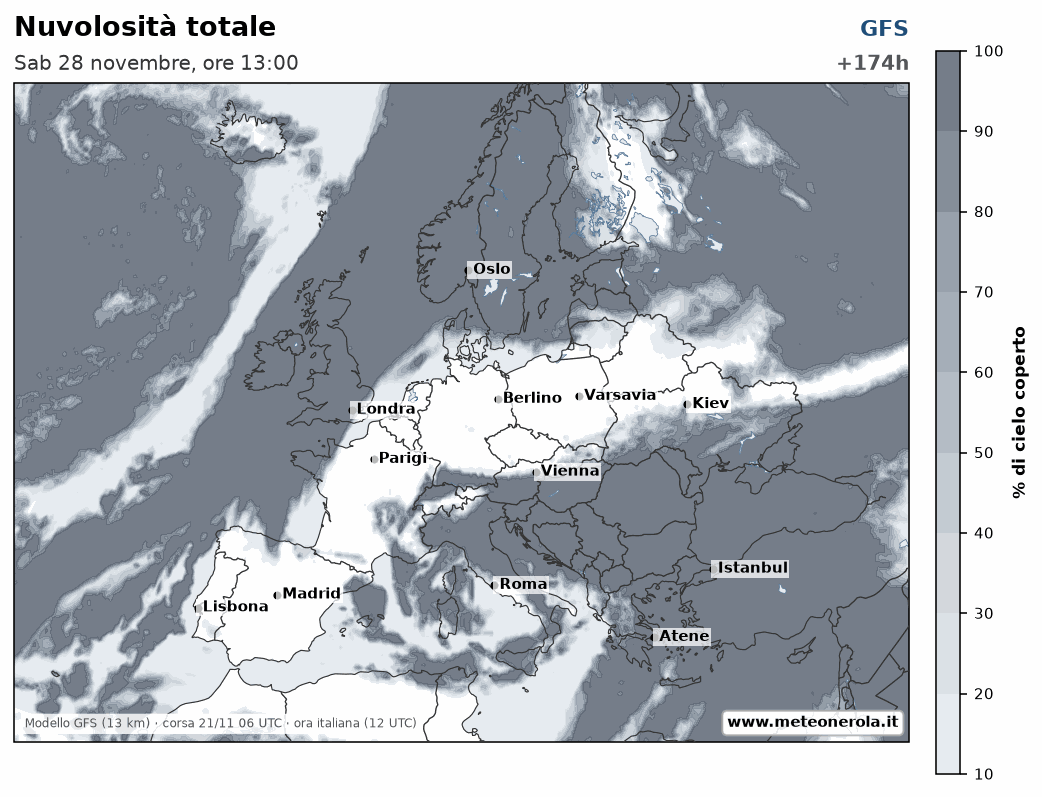 Nuvolosità totale
GFS
Sab 28 novembre, ore 13:00
+174h
100
90
80
70
60
50
40
30
20
10
% di cielo coperto
Oslo
Londra
Berlino
Varsavia
Kiev
Parigi
Vienna
Istanbul
Roma
Madrid
Lisbona
Atene
Modello GFS (13 km) · corsa 21/11 06 UTC · ora italiana (12 UTC)
www.meteonerola.it